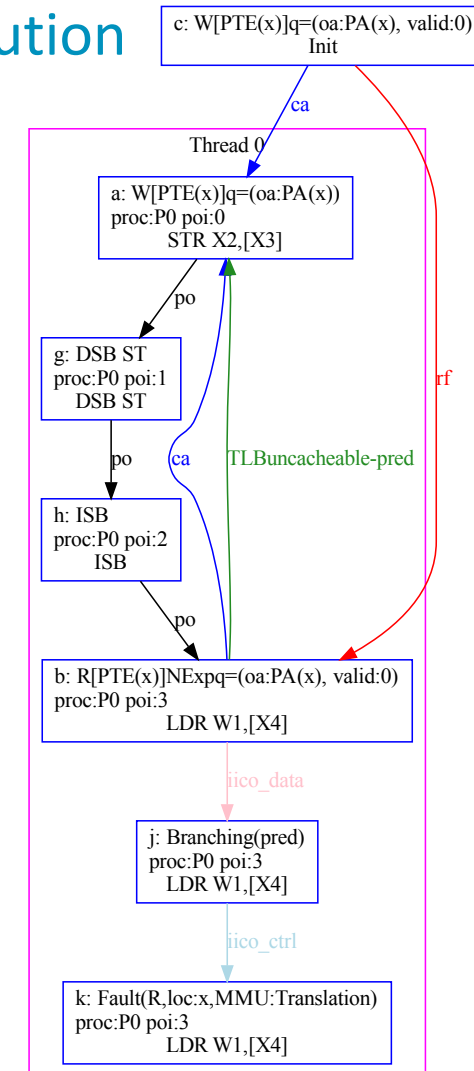 ution
c: W[PTE(x)]q=(oa:PA(x), valid:0)
Init
ca
Thread 0
a: W[PTE(x)]q=(oa:PA(x))
proc:P0 poi:0
STR X2,[X3]
po
g: DSB ST
proc:P0 poi:1
DSB ST
rf
po
ca
TLBuncacheable-pred
h: ISB
proc:P0 poi:2
ISB
po
b: R[PTE(x)]NExpq=(oa:PA(x), valid:0)
proc:P0 poi:3
LDR W1,[X4]
iico_data
j: Branching(pred)
proc:P0 poi:3
LDR W1,[X4]
iico_ctrl
k: Fault(R,loc:x,MMU:Translation)
proc:P0 poi:3
LDR W1,[X4]